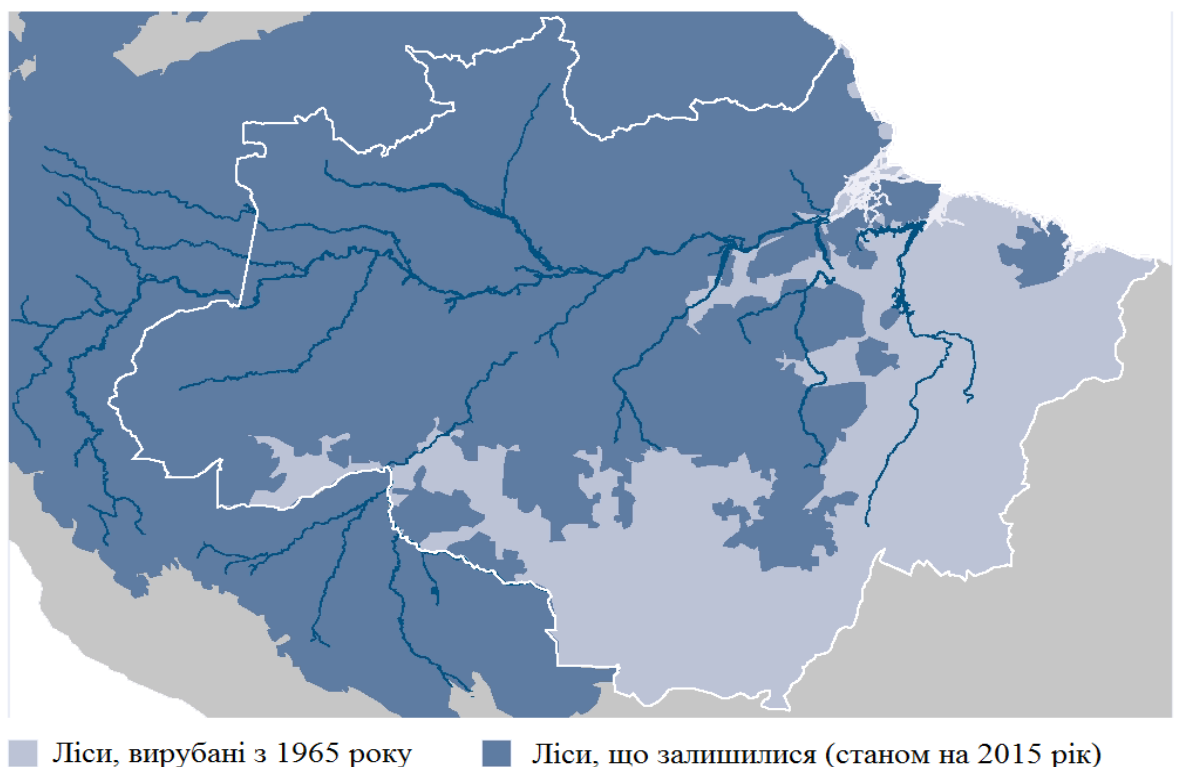 Ліси, вирубані з 1965 року
Ліси, що залишилися (станом на 2015 рік)